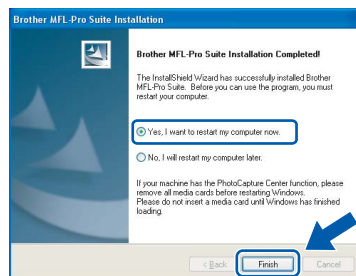 Brother MFL-Pro Suite Installation
Brother MFL-Pro Suite Installation Completed!
The InstallShield Wizard has successfully installed Brother
MFL-Pro Suite. Before you can use the program, you must
restart your computer.
Yes, I want to restart my computer now.
No, I will restart my computer later.
If your machine has the PhotoCapture Center function, please
remove all media cards before restarting Windows.
Please do not insert a media card until Windows has finished
loading.
< Back
Finish
Cancel